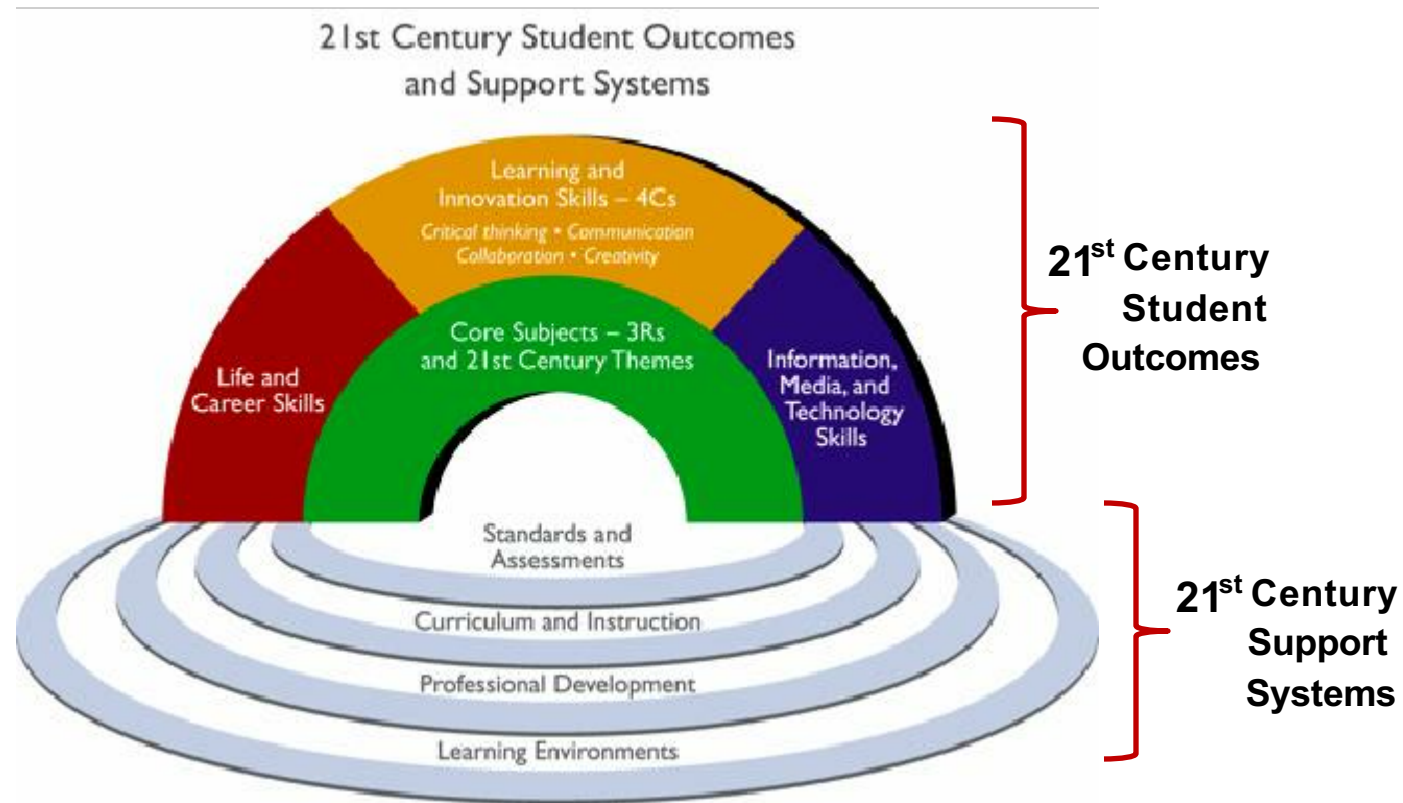 21st Century Student Outcomes
and Support Systems
Learning and
Innovation Skills – 4Cs
Critical thinking • Communication
Collaboration • Creativity
Core Subjects – 3Rs
and 21st Century Themes
Life and
Career Skills
Information,
Media, and
Technology
Skills
Standards and
Assessments
Curriculum and Instruction
Professional Development
Learning Environments
21st Century
Student
Outcomes
21st Century
Support
Systems